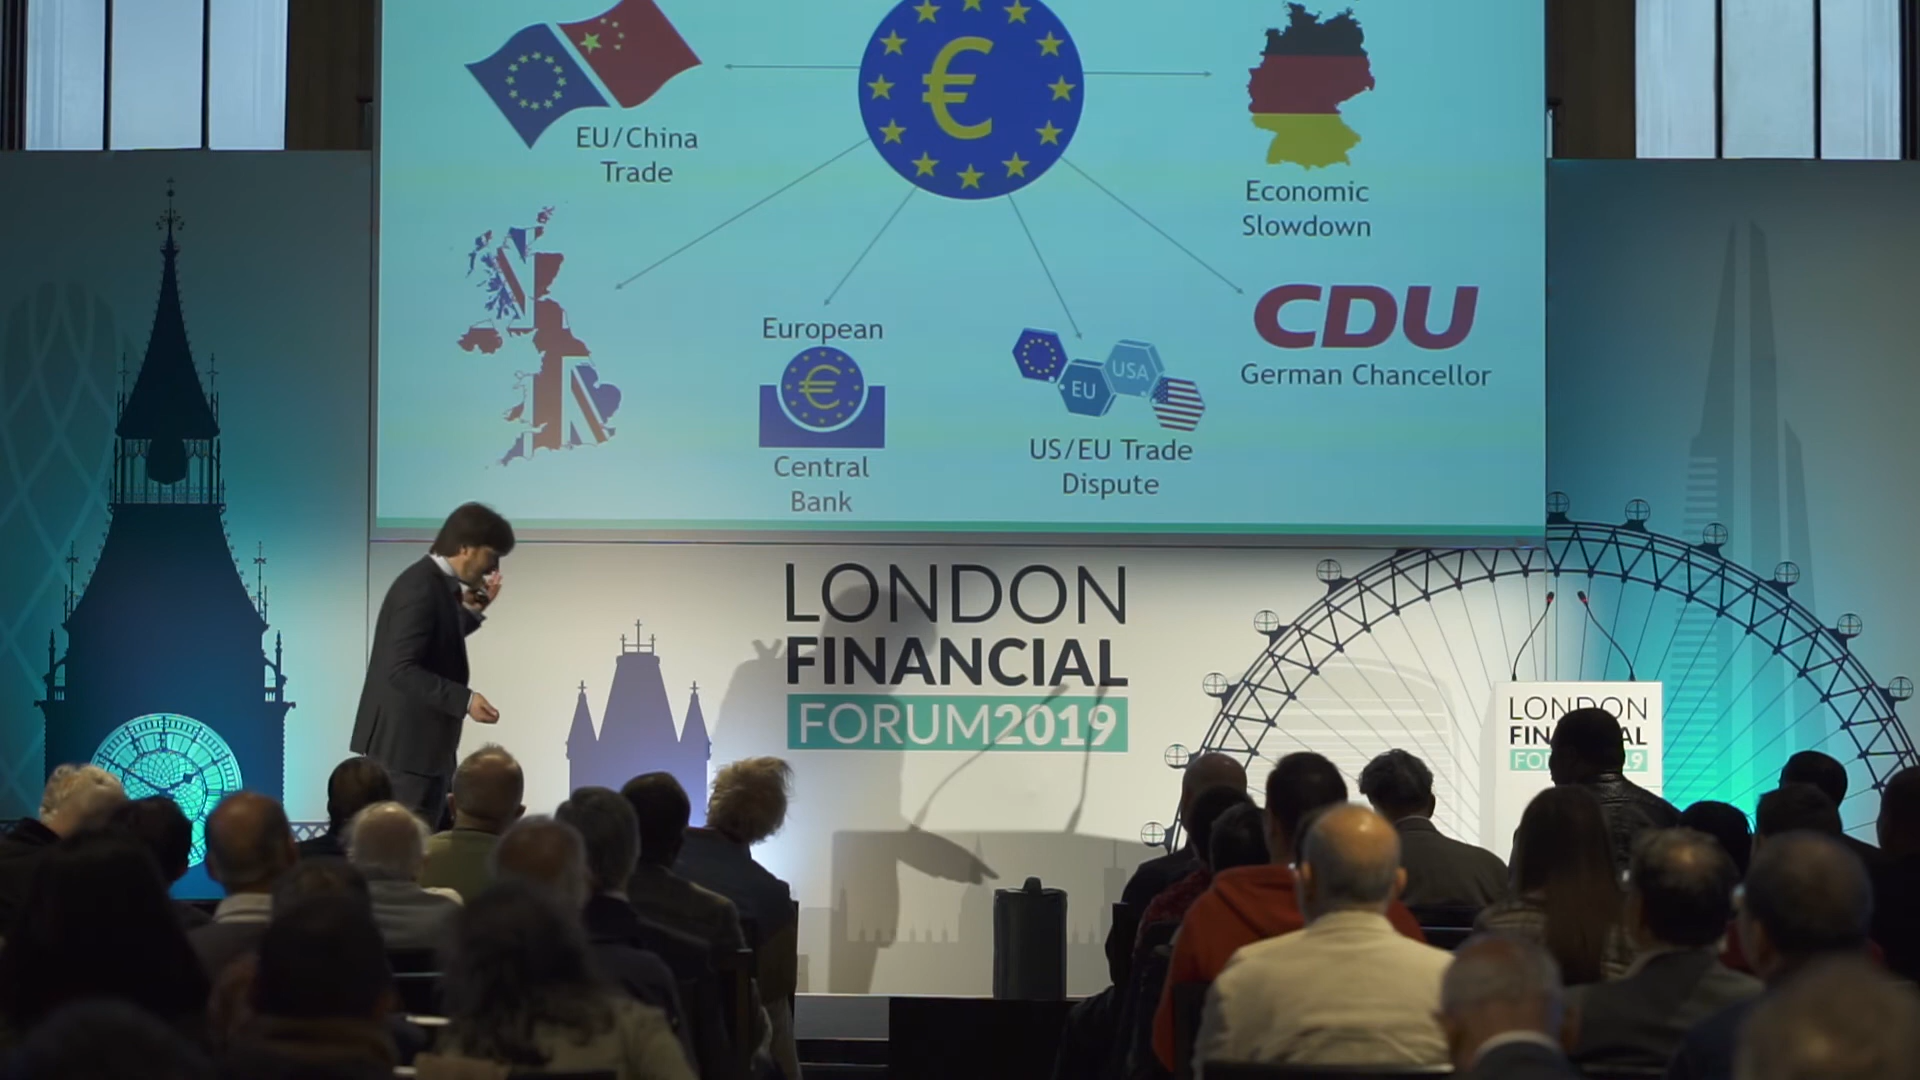 €
EU/China
Trade
Economic
Slowdown
CDU
German Chancellor
European
€
Central
Bank
EU
USA
US/EU Trade
Dispute
LONDON
FINANCIAL
FORUM2019
LONDON
FINANCIAL